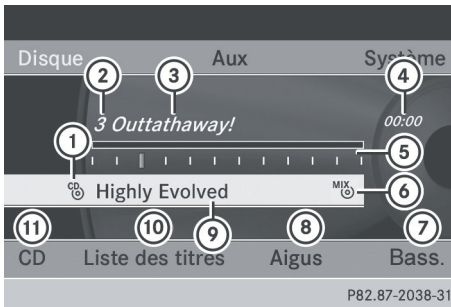 Disque Aux Système
2 3 4
3 Outtathaway! 00:00
1 5
CD Highly Evolved MIX 6
11 10 9 8 7
CD Liste des titres Aigus Bass.
P82.87-2038-31